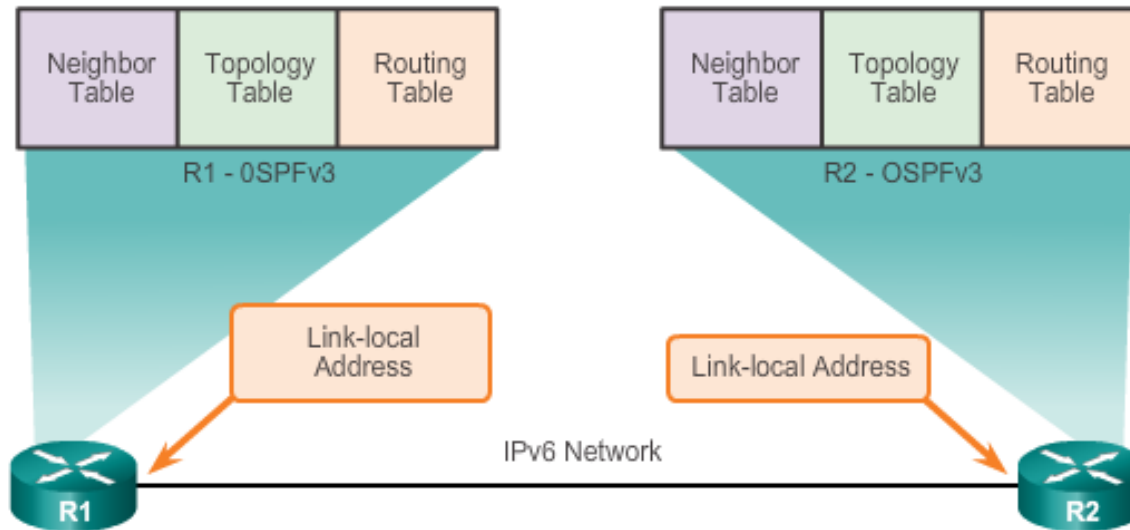 Neighbor
Table
Topology
Table
Routing
Table
R1 - 0SPFv3
Neighbor
Table
Topology
Table
Routing
Table
R2 - OSPFv3
Link-local
Address
Link-local Address
IPv6 Network
R1
R2